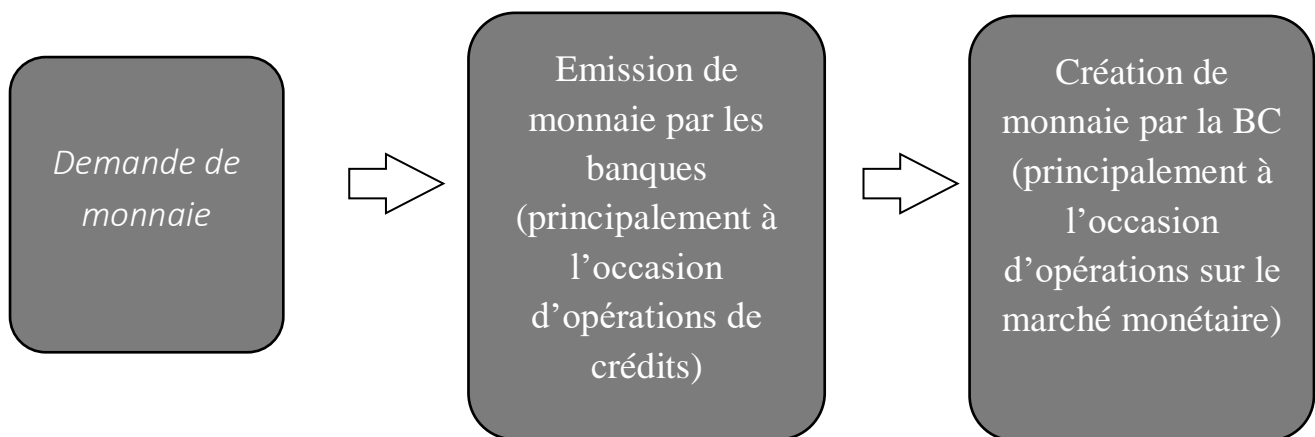 Demande de
monnaie
Emission de
monnaie par les
banques
(principalement à
l’occasion
d’opérations de
crédits)
Création de
monnaie par la BC
(principalement à
l’occasion
d’opérations sur le
marché monétaire)